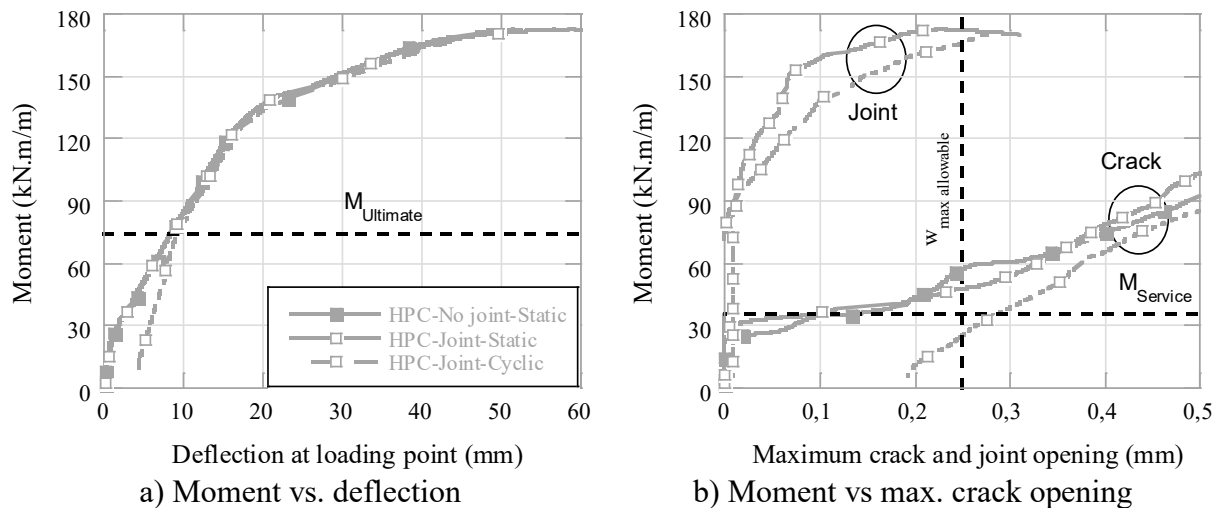 180
150
120
90
60
30
0
Moment (kN.m/m)
M Ultimate
HPC-No joint-Static
HPC-Joint-Static
HPC-Joint-Cyclic
0 10 20 30 40 50 60
Deflection at loading point (mm)
a) Moment vs. deflection
180
150
120
90
60
30
0
Moment (kN.m/m)
Joint
w max allowable
Crack
M Service
0 0,1 0,2 0,3 0,4 0,5
Maximum crack and joint opening (mm)
b) Moment vs max. crack opening